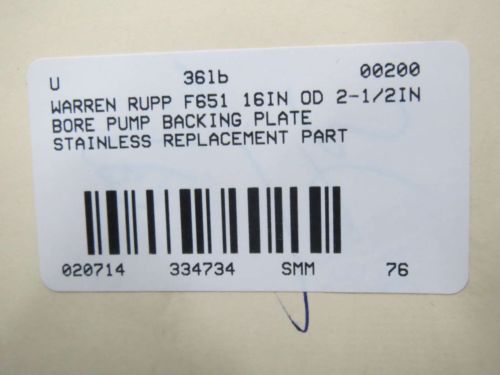 U 36lb 00200
WARREN RUPP F651 16IN OD 2-1/2IN
BORE PUMP BACKING PLATE
STAINLESS REPLACEMENT PART
020714 334734 SMM 76